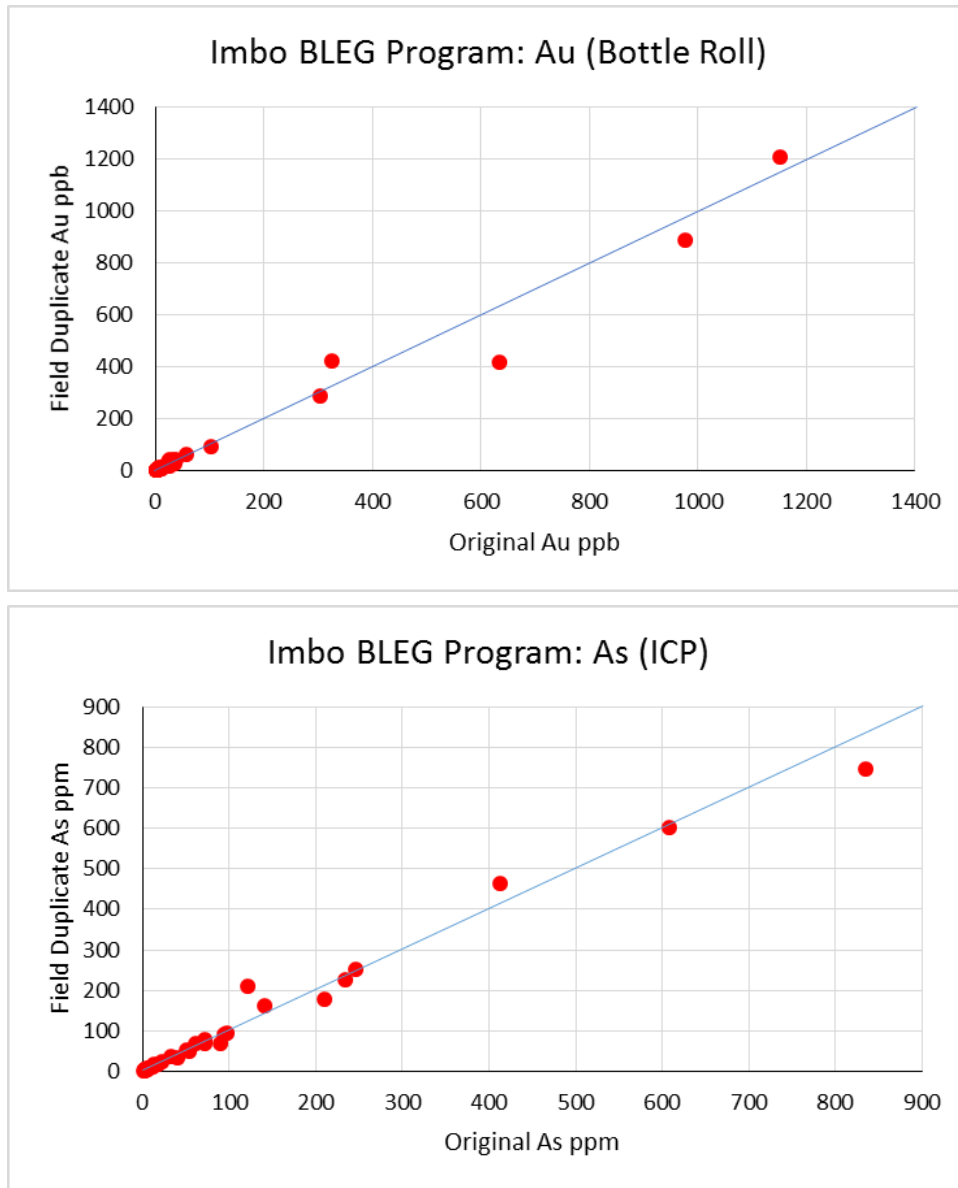 Imbo BLEG Program: Au (Bottle Roll)
1400
1200
1000
800
600
400
200
0
Field Duplicate Au ppb
0 200 400 600 800 1000 1200 1400
Original Au ppb
Imbo BLEG Program: As (ICP)
900
800
700
600
500
400
300
200
100
0
Field Duplicate As ppm
0 100 200 300 400 500 600 700 800 900
Original As ppm